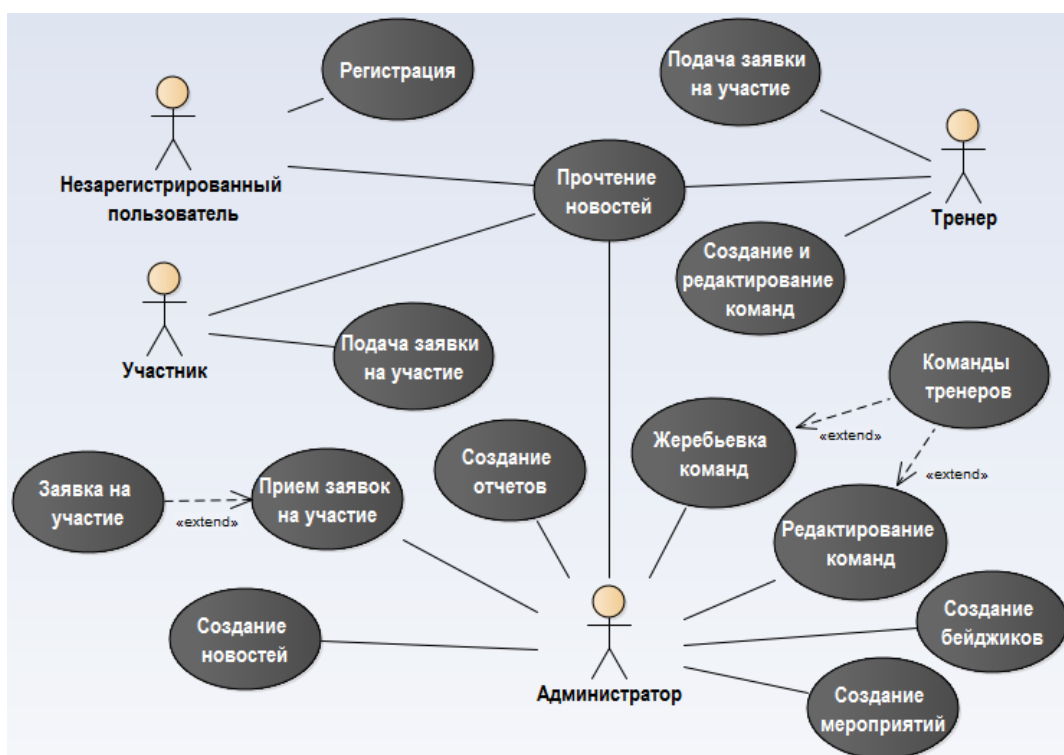 Регистрация
Подача заявки
на участие
Незарегистрированный
пользователь
Прочтение
новостей
Тренер
Создание и
редактирование
команд
Участник
Подача заявки
на участие
Команды
тренеров
«extend»
«extend»
Жеребьевка
команд
Создание
отчетов
Заявка на
участие
«extend»
Прием заявок
на участие
Редактирование
команд
Создание
бейджиков
Создание
новостей
Администратор
Создание
мероприятий